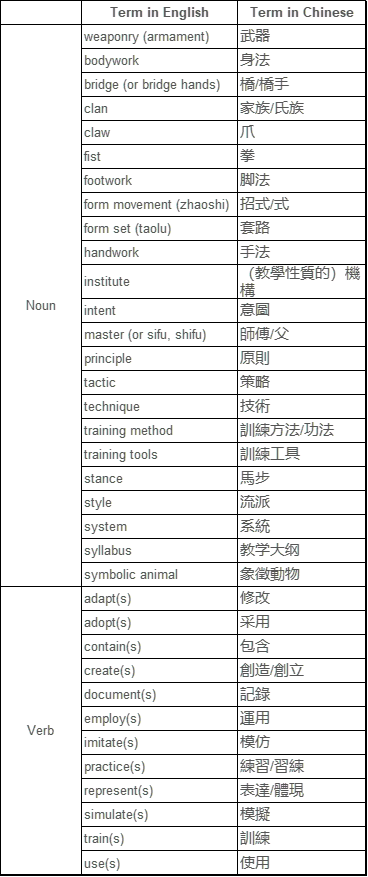 Term in English Term in Chinese
Noun
weaponry (armament) 武器
bodywork 身法
bridge (or bridge hands) 橋/橋手
clan 家族/氏族
claw 爪
fist 拳
footwork 脚法
form movement (zhaoshi) 招式/式
form set (taolu) 套路
handwork 手法
institute （教學性質的）機
構
intent 意圖
master (or sifu, shifu) 師傅/父
principle 原則
tactic 策略
technique 技術
training method 訓練方法/功法
training tools 訓練工具
stance 馬步
style 流派
system 系統
syllabus 教学大纲
symbolic animal 象徵動物
Verb
adapt(s) 修改
adopt(s) 采用
contain(s) 包含
create(s) 創造/創立
document(s) 記錄
employ(s) 運用
imitate(s) 模仿
practice(s) 練習/習練
represent(s) 表達/體現
simulate(s) 模擬
train(s) 訓練
use(s) 使用